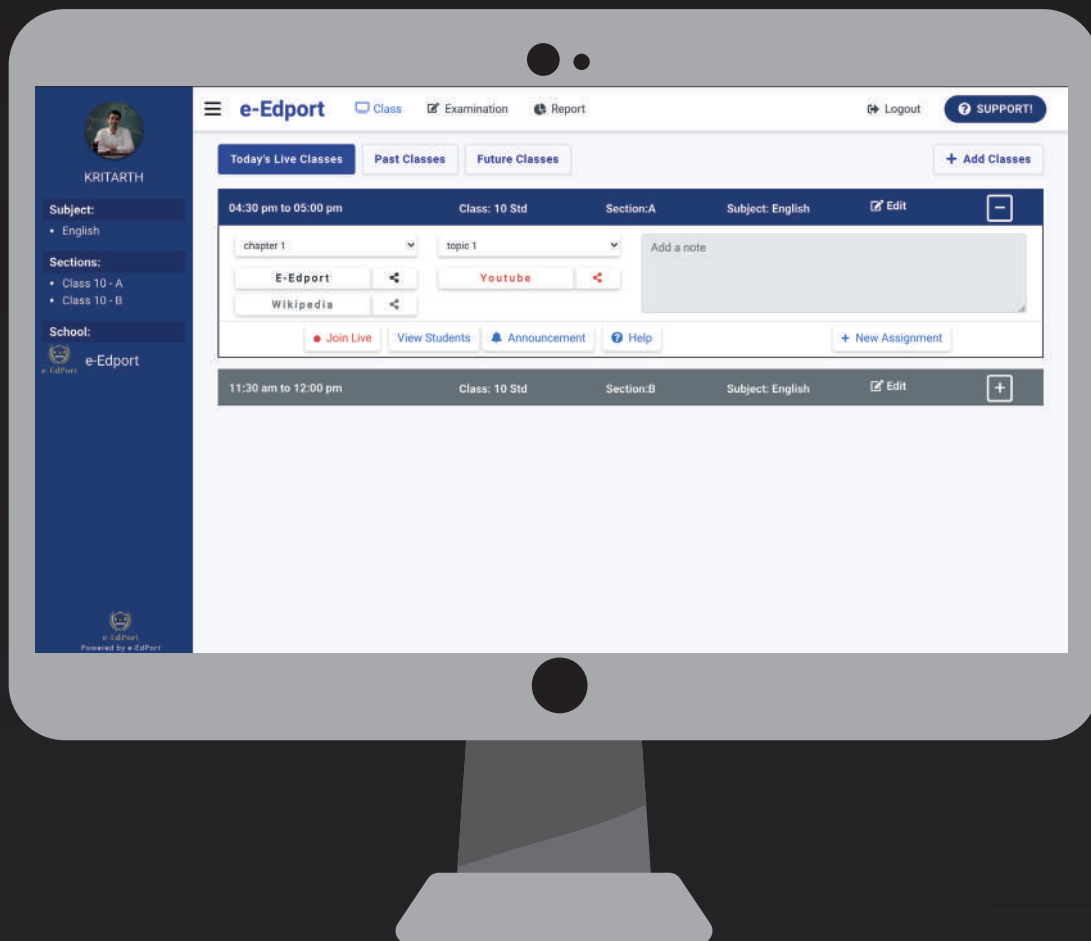 KRITARTH
Subject:
• English
Sections:
• Class 10 - A
• Class 10 - B
School:
e-EdPort
e-Edport
e-EdPort
Powered by e-EdPort
e-Edport Class Examination Report Logout SUPPORT!
Today's Live Classes Past Classes Future Classes + Add Classes
04:30 pm to 05:00 pm Class: 10 Std Section:A Subject: English Edit
chapter 1 topic 1 Add a note
E-Edport Youtube
Wikipedia
Join Live View Students Announcement Help + New Assignment
11:30 am to 12:00 pm Class: 10 Std Section:B Subject: English Edit